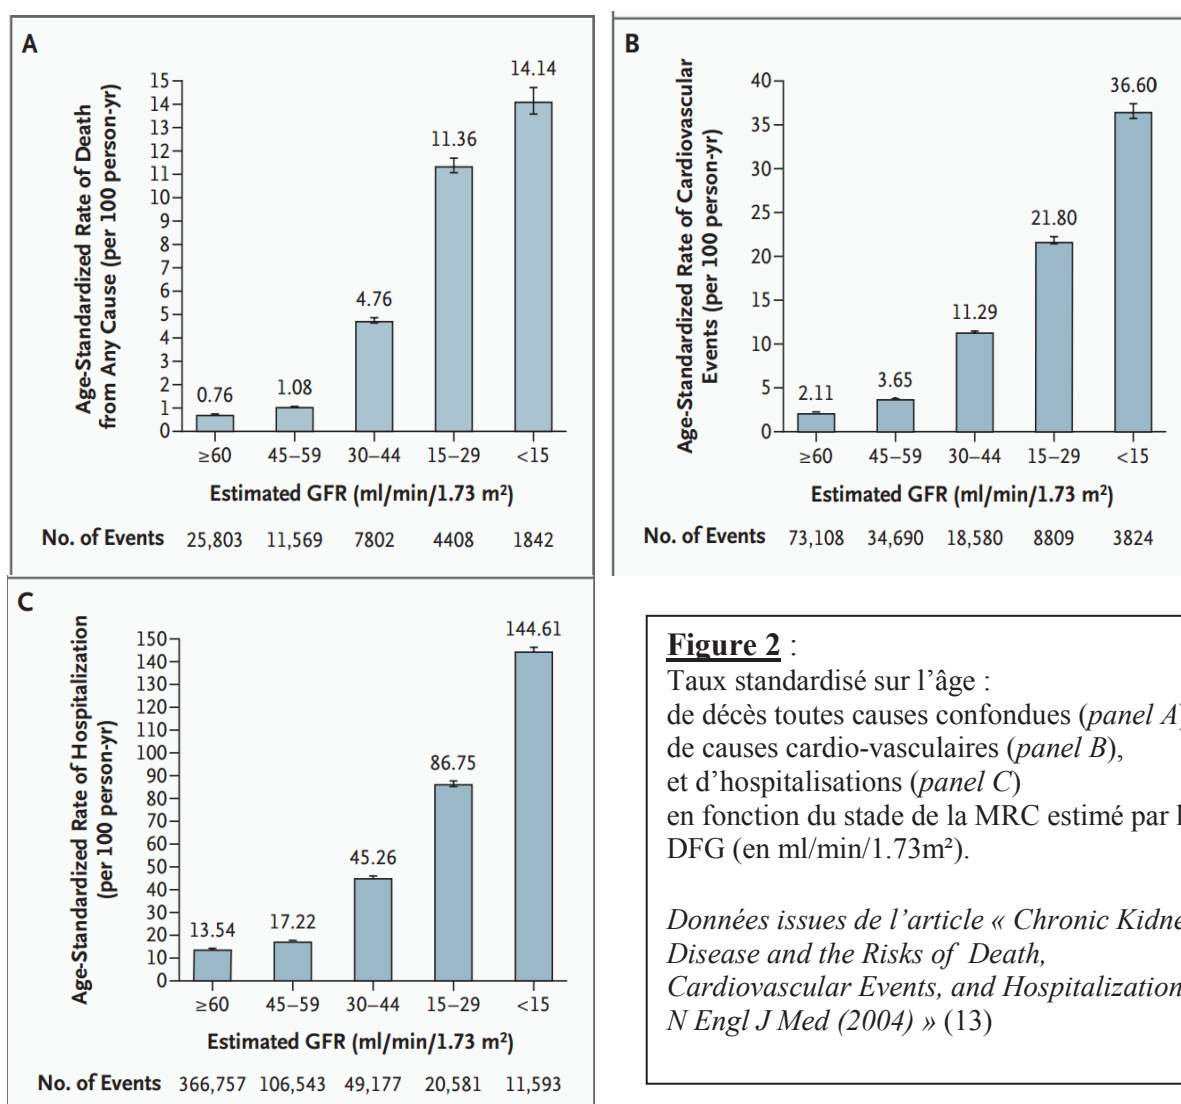 A
Age-Standardized Rate of Death
from Any Cause (per 100 person-yr)
15
14
13
12
11
10
9
8
7
6
5
4
3
2
1
0
0.76
1.08
4.76
11.36
14.14
≥60 45–59 30–44 15–29 <15
Estimated GFR (ml/min/1.73 m²)
No. of Events 25,803 11,569 7802 4408 1842
B
Age-Standardized Rate of Cardiovascular
Events (per 100 person-yr)
40
35
30
25
20
15
10
5
0
2.11
3.65
11.29
21.80
36.60
≥60 45–59 30–44 15–29 <15
Estimated GFR (ml/min/1.73 m²)
No. of Events 73,108 34,690 18,580 8809 3824
C
Age-Standardized Rate of Hospitalization
(per 100 person-yr)
150
140
130
120
110
100
90
80
70
60
50
40
30
20
10
0
13.54
17.22
45.26
86.75
144.61
≥60 45–59 30–44 15–29 <15
Estimated GFR (ml/min/1.73 m²)
No. of Events 366,757 106,543 49,177 20,581 11,593
Figure 2 :
Taux standardisé sur l’âge :
de décès toutes causes confondues (panel A)
de causes cardio-vasculaires (panel B),
et d’hospitalisations (panel C)
en fonction du stade de la MRC estimé par l
DFG (en ml/min/1.73m²).
Données issues de l’article « Chronic Kidne
Disease and the Risks of Death,
Cardiovascular Events, and Hospitalization
N Engl J Med (2004) » (13)